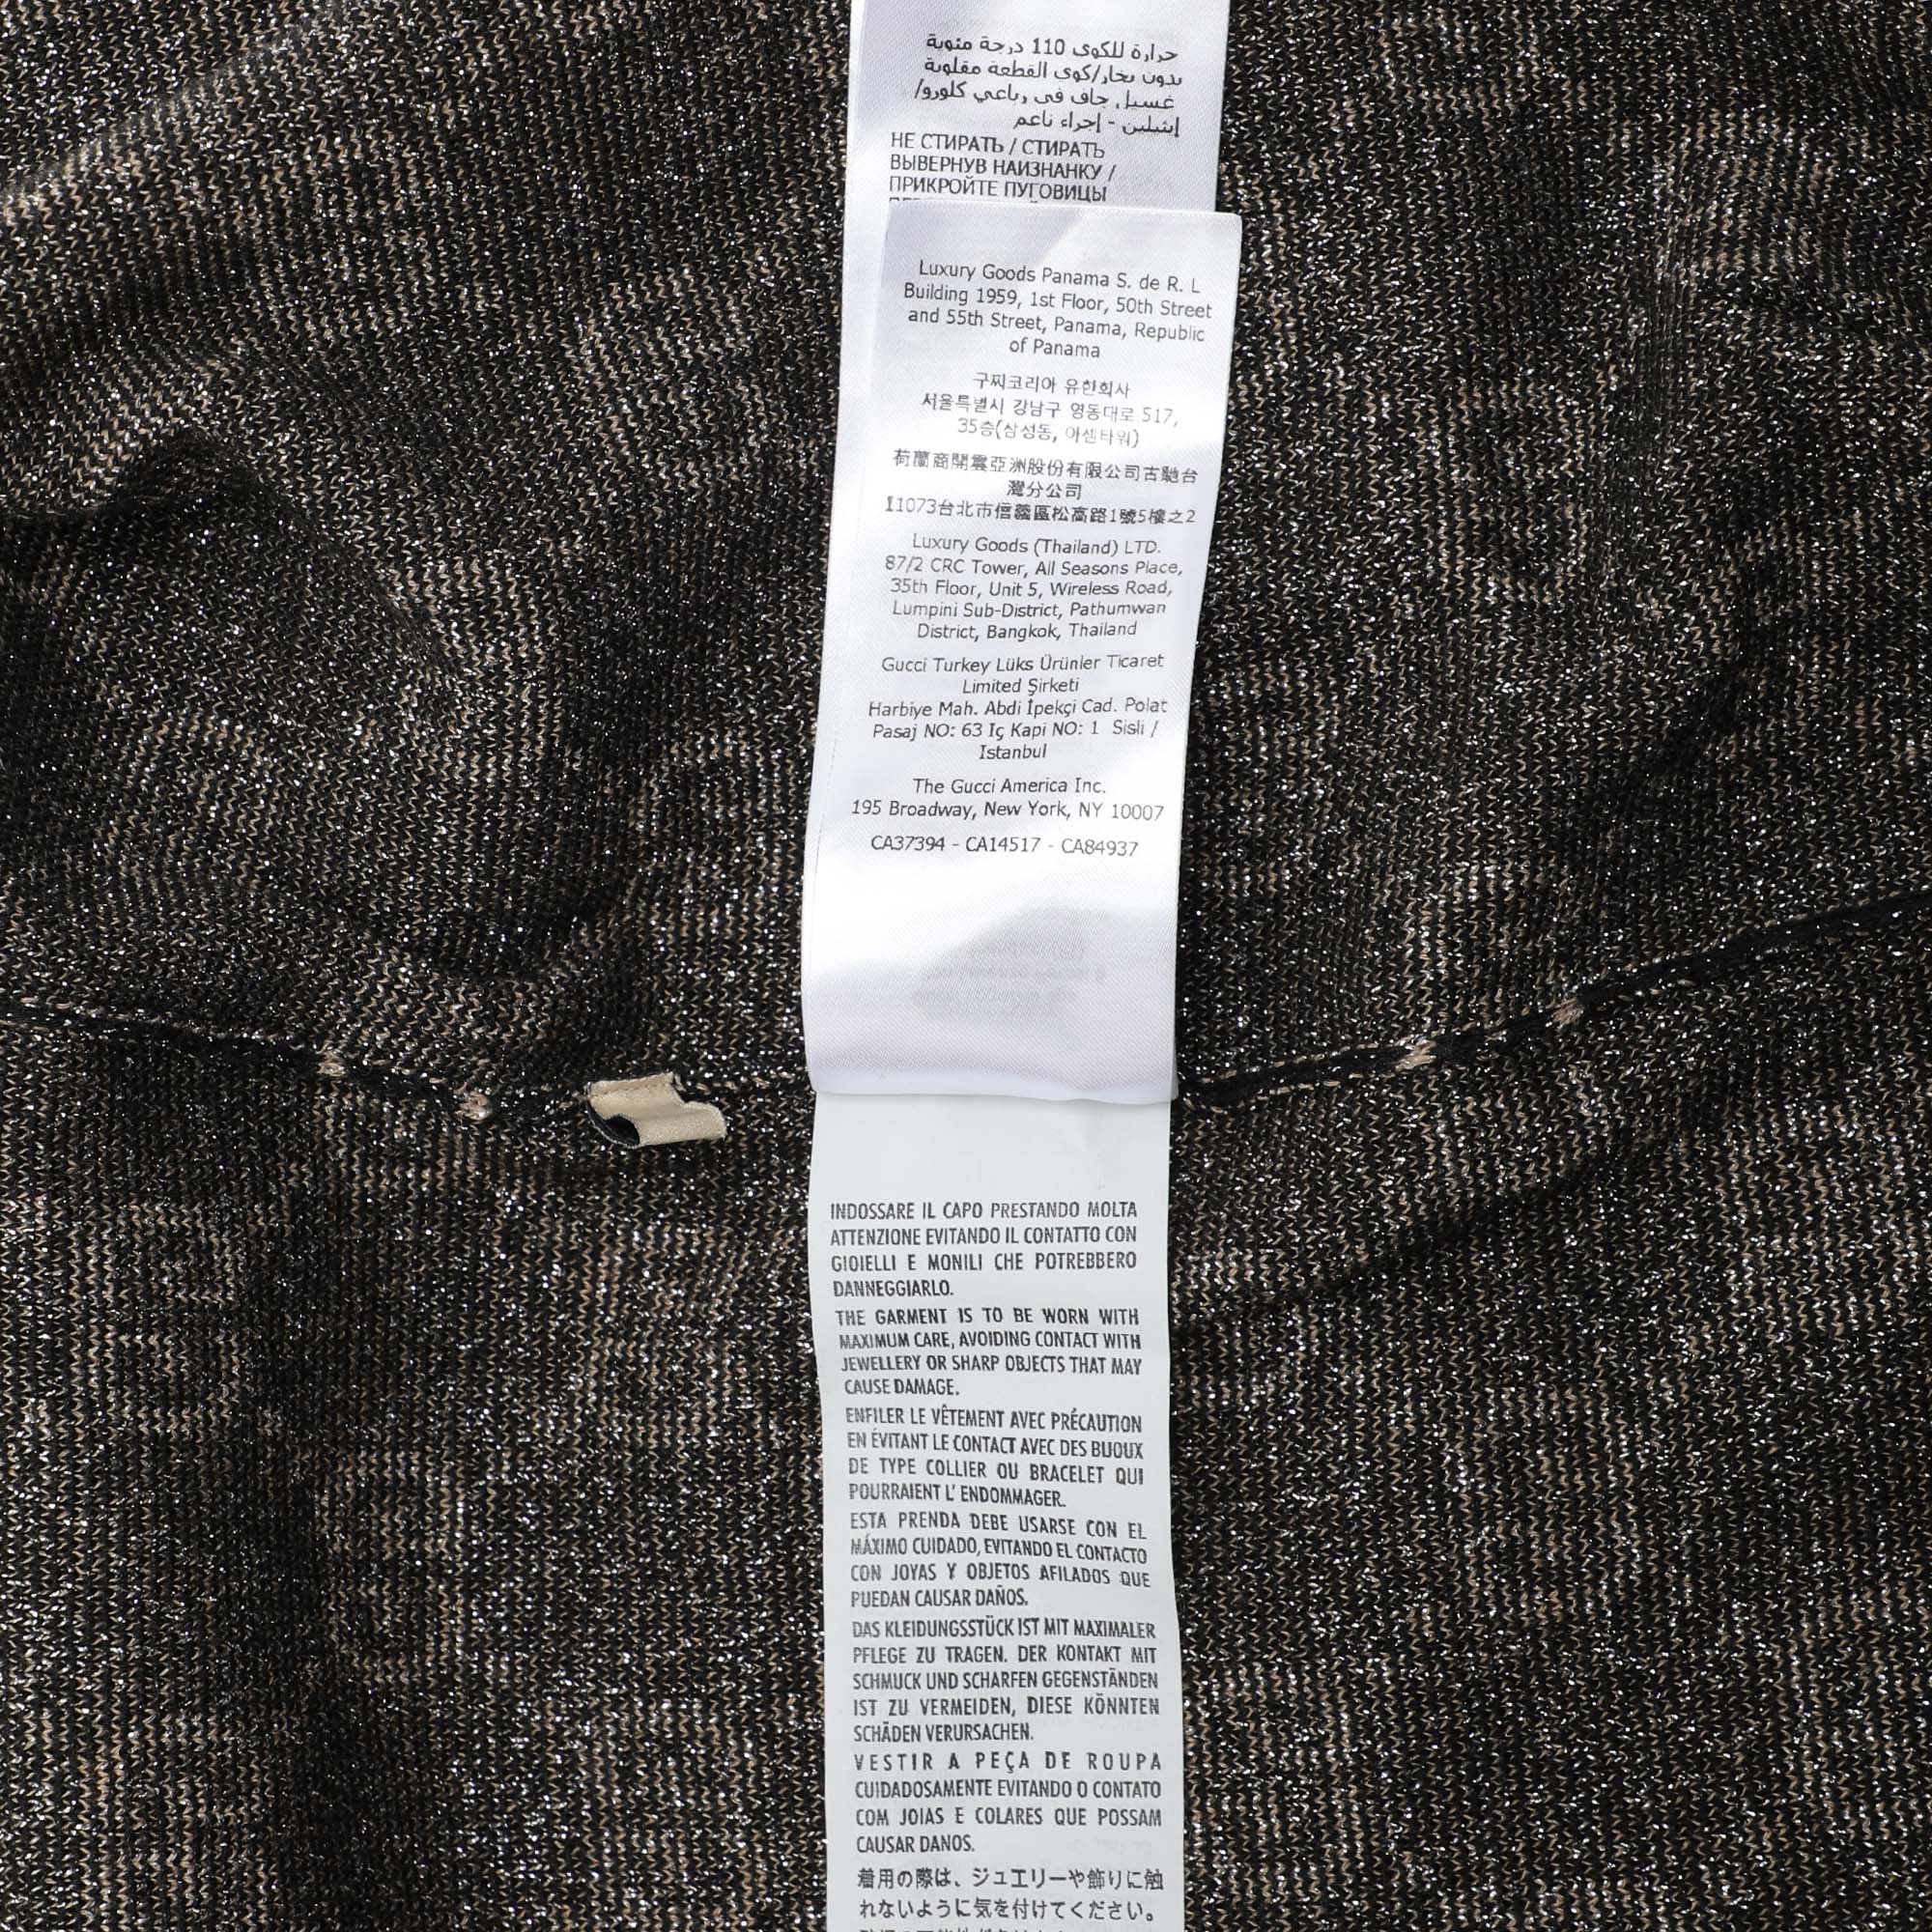 حرارة للكوى 110 درجة مئوية
بدون بخار/كوى القطعة مقلوبة
غسيل جاف في رباعي كلورو/
إيثيلين - إجراء ناعم
НЕ СТИРАТЬ / СТИРАТЬ
ВЫВЕРНУВ НАИЗНАНКУ /
ПРИКРОЙТЕ ПУГОВИЦЫ
Luxury Goods Panama S. de R. L
Building 1959, 1st Floor, 50th Street
and 55th Street, Panama, Republic
of Panama
구찌코리아 유한회사
서울특별시 강남구 영동대로 517,
35층(삼성동, 아셈타워)
荷蘭商開雲亞洲股份有限公司古馳台
灣分公司
11073台北市信義區松高路1號5樓之2
Luxury Goods (Thailand) LTD.
87/2 CRC Tower, All Seasons Place,
35th Floor, Unit 5, Wireless Road,
Lumpini Sub-District, Pathumwan
District, Bangkok, Thailand
Gucci Turkey Lüks Ürünler Ticaret
Limited Şirketi
Harbiye Mah. Abdi İpekçi Cad. Polat
Pasaj NO: 63 Iç Kapi NO: 1 Sisli /
Istanbul
The Gucci America Inc.
195 Broadway, New York, NY 10007
CA37394 - CA14517 - CA84937
INDOSSARE IL CAPO PRESTANDO MOLTA
ATTENZIONE EVITANDO IL CONTATTO CON
GIOIELLI E MONILI CHE POTREBBERO
DANNEGGIARLO.
THE GARMENT IS TO BE WORN WITH
MAXIMUM CARE, AVOIDING CONTACT WITH
JEWELLERY OR SHARP OBJECTS THAT MAY
CAUSE DAMAGE.
ENFILER LE VÊTEMENT AVEC PRÉCAUTION
EN ÉVITANT LE CONTACT AVEC DES BIJOUX
DE TYPE COLLIER OU BRACELET QUI
POURRAIENT L' ENDOMMAGER.
ESTA PRENDA DEBE USARSE CON EL
MÁXIMO CUIDADO, EVITANDO EL CONTACTO
CON JOYAS Y OBJETOS AFILADOS QUE
PUEDAN CAUSAR DAÑOS.
DAS KLEIDUNGSSTÜCK IST MIT MAXIMALER
PFLEGE ZU TRAGEN. DER KONTAKT MIT
SCHMUCK UND SCHARFEN GEGENSTÄNDEN
IST ZU VERMEIDEN, DIESE KÖNNTEN
SCHÄDEN VERURSACHEN.
VESTIR A PEÇA DE ROUPA
CUIDADOSAMENTE EVITANDO O CONTATO
COM JOIAS E COLARES QUE POSSAM
CAUSAR DANOS.
着用の際は、ジュエリーや飾りに触
れないように気を付けてください。